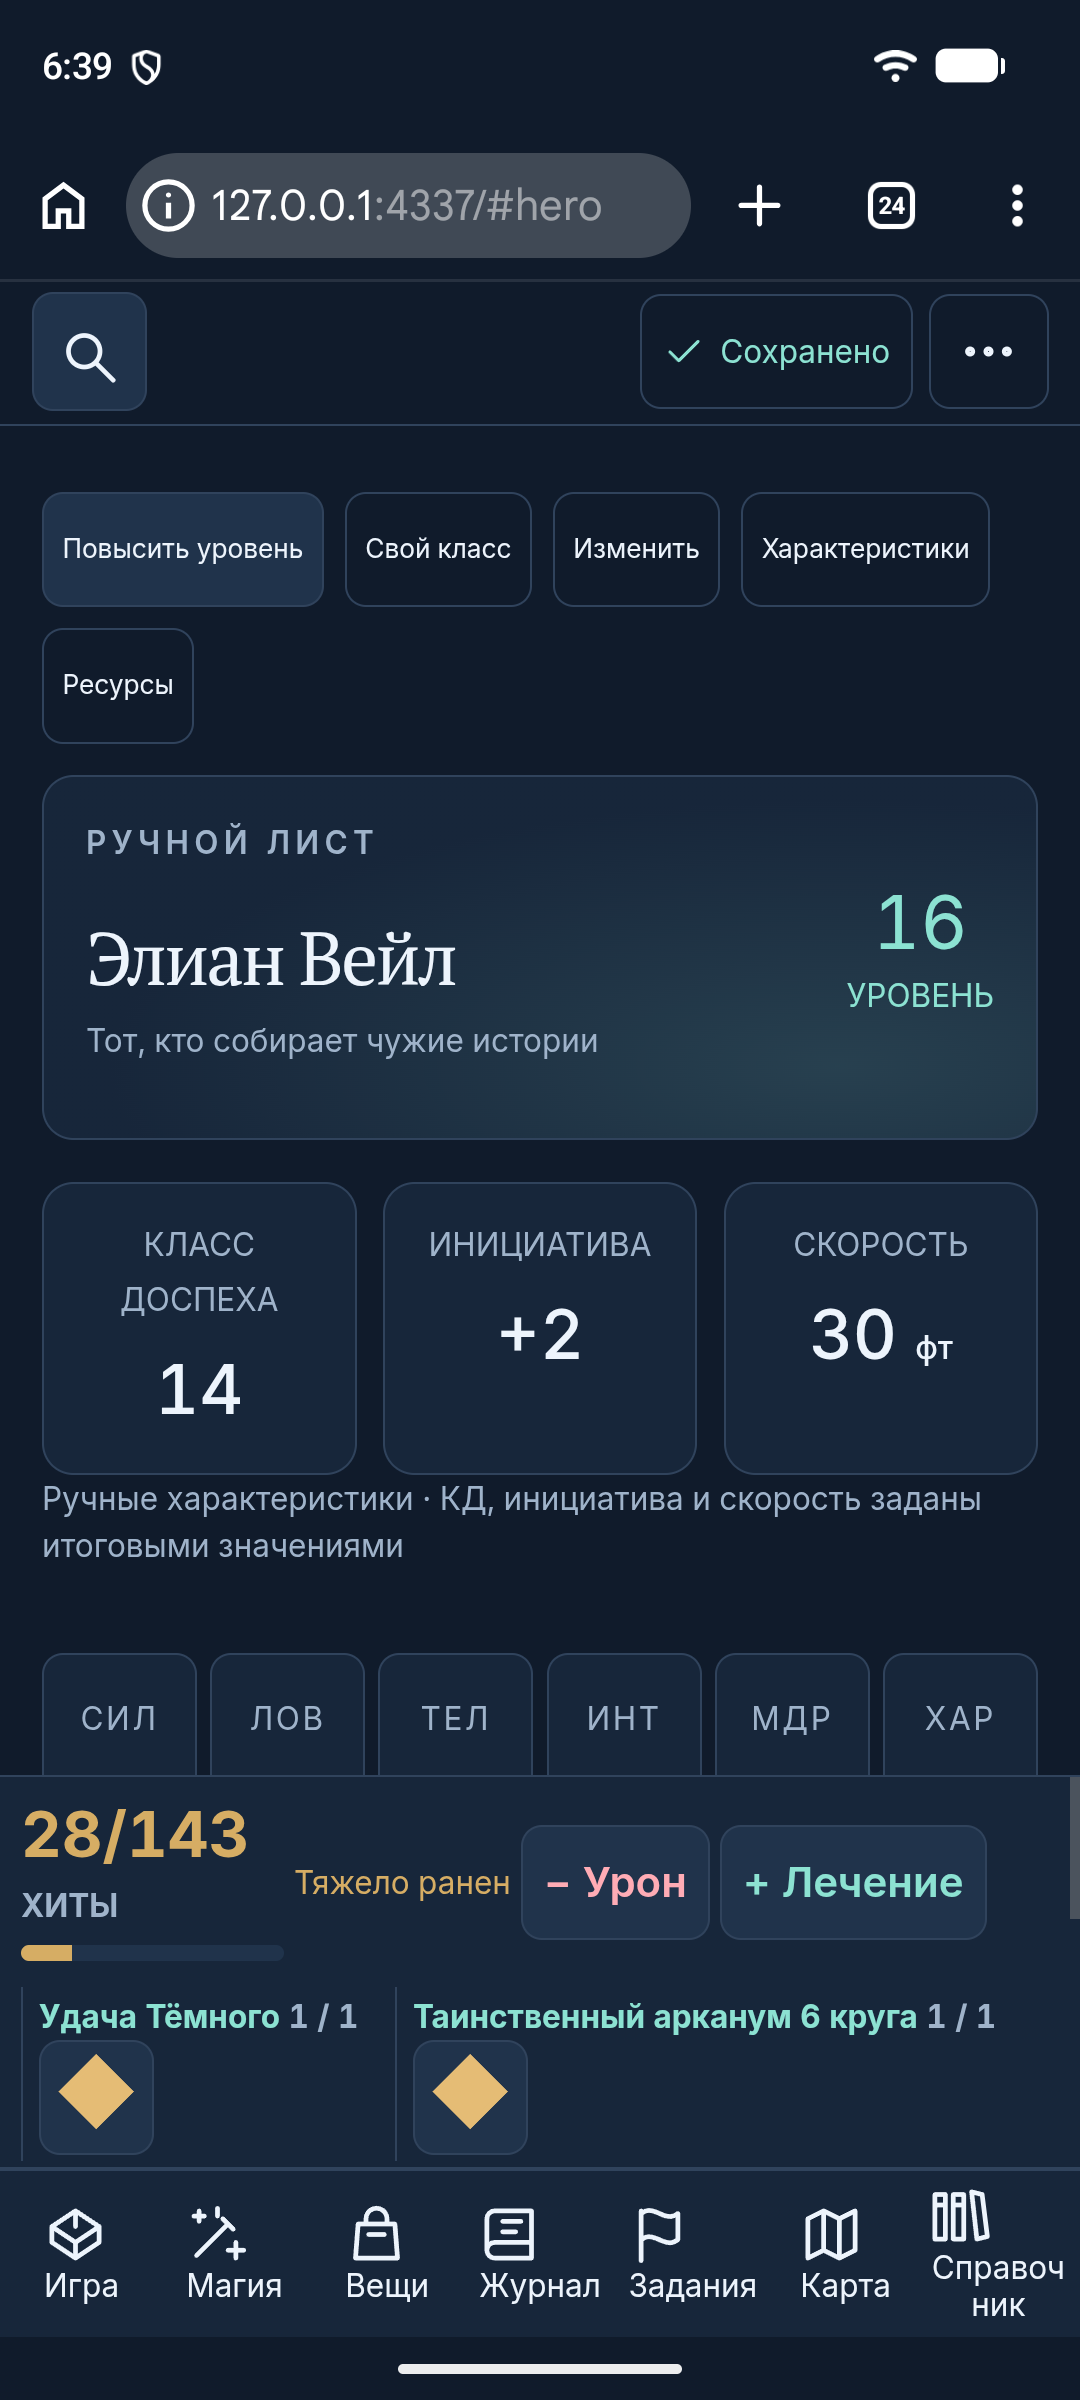 6:39
127.0.0.1:4337/#hero
24
Сохранено
Повысить уровень
Свой класс
Изменить
Характеристики
Ресурсы
РУЧНОЙ ЛИСТ
Элиан Вейл
Тот, кто собирает чужие истории
16
УРОВЕНЬ
КЛАСС
ДОСПЕХА
14
ИНИЦИАТИВА
+2
СКОРОСТЬ
30 фт
Ручные характеристики · КД, инициатива и скорость заданы
итоговыми значениями
СИЛ
ЛОВ
ТЕЛ
ИНТ
МДР
ХАР
28/143
ХИТЫ
Тяжело ранен
− Урон
+ Лечение
Удача Тёмного 1 / 1
Таинственный арканум 6 круга 1 / 1
Игра
Магия
Вещи
Журнал
Задания
Карта
Справоч
ник